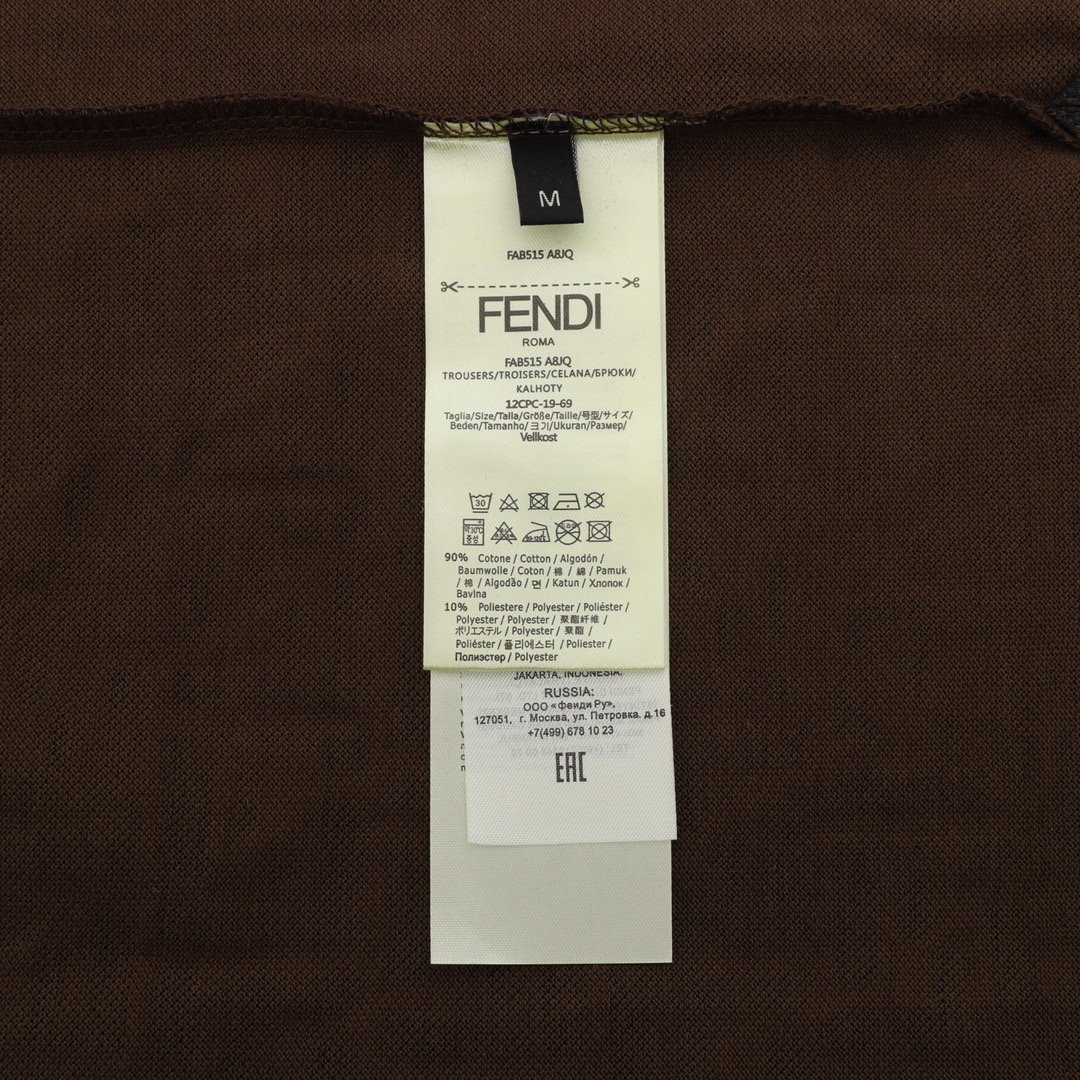 M
FAB515 A8JQ
FENDI
ROMA
FAB515 A8JQ
TROUSERS/TROISERS/CELANA/БРЮКИ/
KALHOTY
12CPC-19-69
Taglia/Size/Talla/Größe/Taille/号型/サイズ/
Beden/Tamanho/크기/Ukuran/Размер/
Vellkost
30
90% Cotone / Cotton / Algodón /
Baumwolle / Coton / 棉 / 綿 / Pamuk
/ 棉 / Algodão / 면 / Katun / Хлопок /
Bavlna
10% Poliestere / Polyester / Poliéster /
Polyester / Polyester / 聚酯纤维 /
ポリエステル / Polyester / 聚酯 /
Poliéster / 폴리에스터 / Poliester /
Полиэстер / Polyester
JAKARTA, INDONESIA.
RUSSIA:
ООО «Фенди Ру»,
127051, г. Москва, ул. Петровка. д.16
+7(499) 678 10 23
EAC